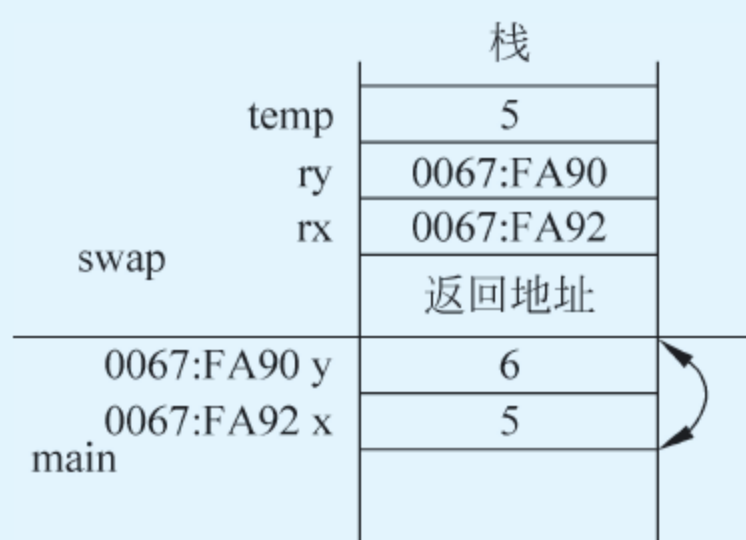 栈
temp 5
ry 0067:FA90
rx 0067:FA92
swap
返回地址
0067:FA90 y 6
0067:FA92 x 5
main